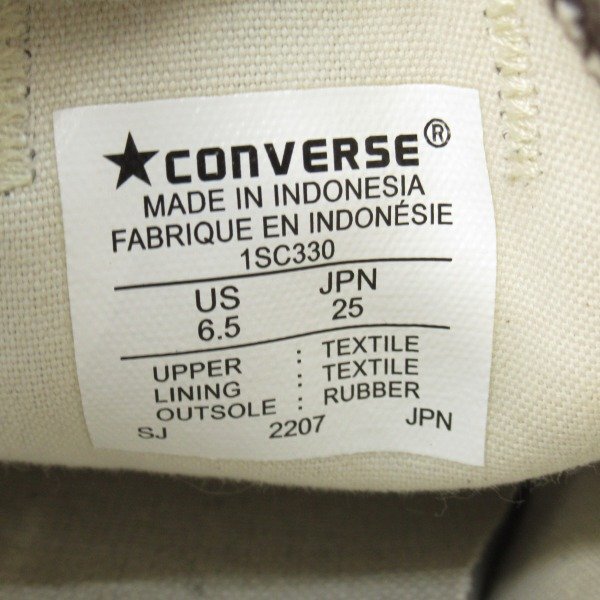 ★CONVERSE®
MADE IN INDONESIA
FABRIQUE EN INDONÉSIE
1SC330
US JPN
6.5 25
UPPER : TEXTILE
LINING : TEXTILE
OUTSOLE : RUBBER
SJ 2207 JPN